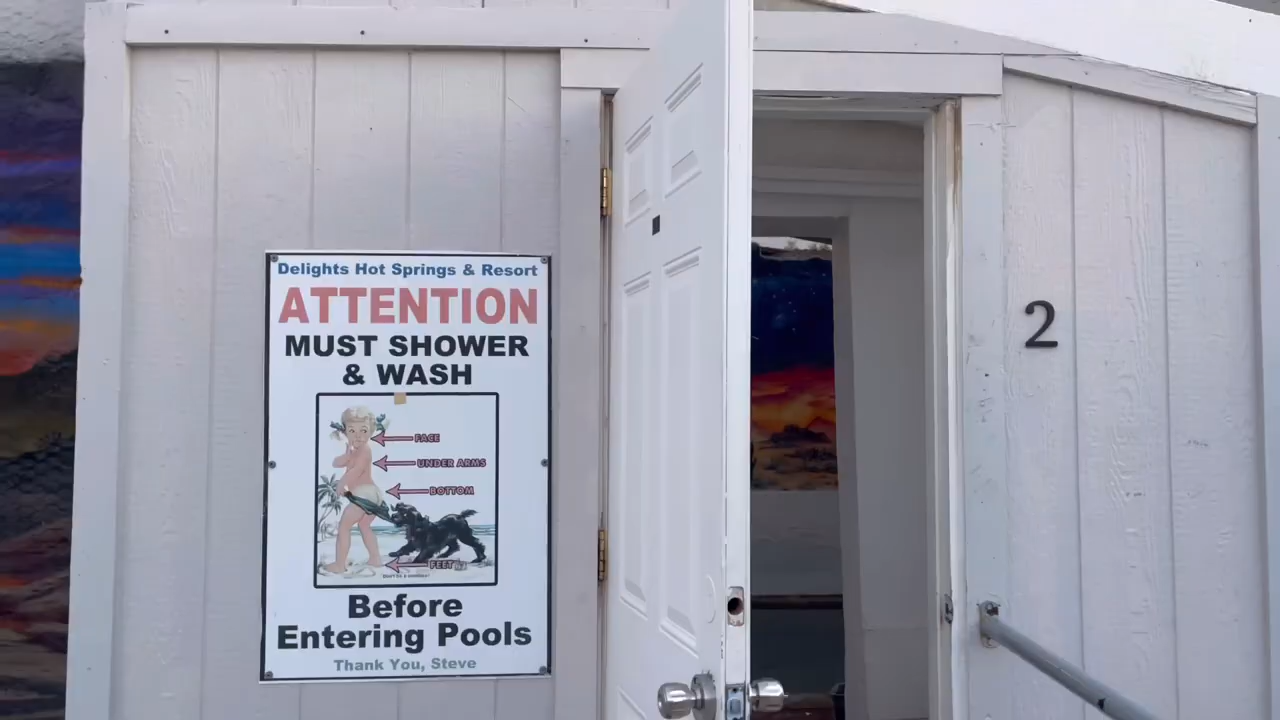 Delights Hot Springs & Resort
ATTENTION
MUST SHOWER
& WASH
FACE
UNDER ARMS
BOTTOM
FEET
Before
Entering Pools
Thank You, Steve
2